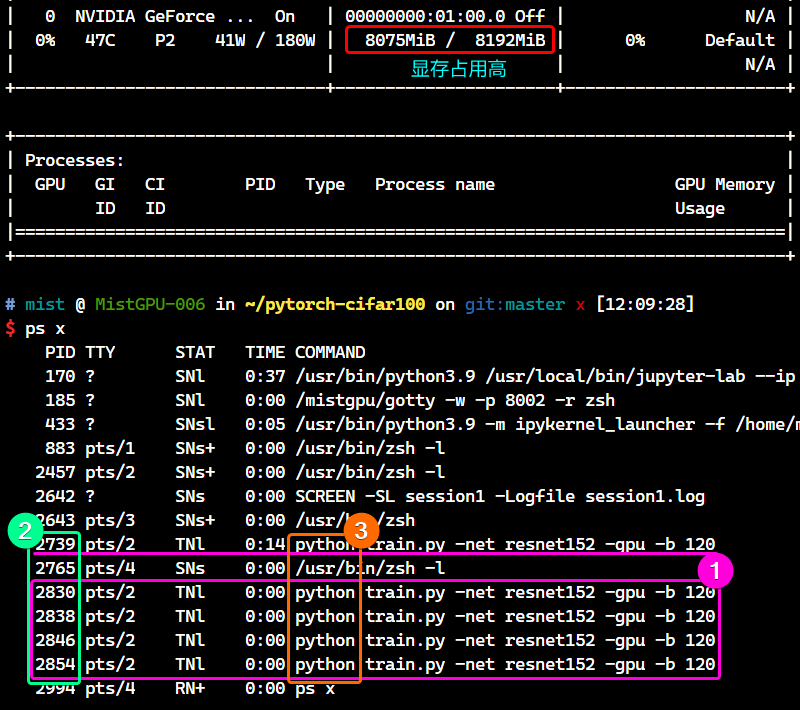 0 NVIDIA GeForce ... On | 00000000:01:00.0 Off | N/A |
| 0% 47C P2 41W / 180W | 8075MiB / 8192MiB | 0% Default |
| | 显存占用高 | N/A |
+-------------------------------+----------------------+----------------------+
+-----------------------------------------------------------------------------+
| Processes: |
| GPU GI CI PID Type Process name GPU Memory |
| ID ID Usage |
|=============================================================================|
+-----------------------------------------------------------------------------+
# mist @ MistGPU-006 in ~/pytorch-cifar100 on git:master x [12:09:28]
$ ps x
PID TTY STAT TIME COMMAND
170 ? SNl 0:37 /usr/bin/python3.9 /usr/local/bin/jupyter-lab --ip
185 ? SNl 0:00 /mistgpu/gotty -w -p 8002 -r zsh
433 ? SNsl 0:05 /usr/bin/python3.9 -m ipykernel_launcher -f /home/m
883 pts/1 SNs+ 0:00 /usr/bin/zsh -l
2457 pts/2 SNs+ 0:00 /usr/bin/zsh -l
2642 ? SNs 0:00 SCREEN -SL session1 -Logfile session1.log
2643 pts/3 SNs+ 0:00 /usr/bin/zsh
2 3
2739 pts/2 TNl 0:14 python train.py -net resnet152 -gpu -b 120
2765 pts/4 SNs 0:00 /usr/bin/zsh -l 1
2830 pts/2 TNl 0:00 python train.py -net resnet152 -gpu -b 120
2838 pts/2 TNl 0:00 python train.py -net resnet152 -gpu -b 120
2846 pts/2 TNl 0:00 python train.py -net resnet152 -gpu -b 120
2854 pts/2 TNl 0:00 python train.py -net resnet152 -gpu -b 120
2994 pts/4 RN+ 0:00 ps x